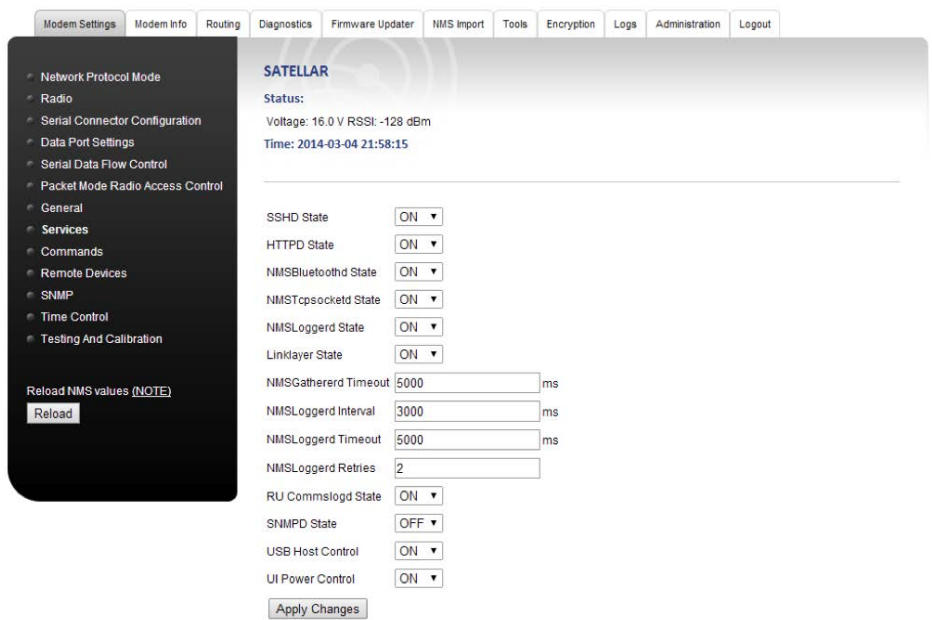 Modem Settings Modem Info Routing Diagnostics Firmware Updater NMS Import Tools Encryption Logs Administration Logout
Network Protocol Mode
Radio
Serial Connector Configuration
Data Port Settings
Serial Data Flow Control
Packet Mode Radio Access Control
General
Services
Commands
Remote Devices
SNMP
Time Control
Testing And Calibration
Reload NMS values (NOTE)
Reload
SATELLAR
Status:
Voltage: 16.0 V RSSI: -128 dBm
Time: 2014-03-04 21:58:15
SSHD State ON
HTTPD State ON
NMSBluetoothd State ON
NMSTcpsocketd State ON
NMSLoggerd State ON
Linklayer State ON
NMSGathererd Timeout 5000 ms
NMSLoggerd Interval 3000 ms
NMSLoggerd Timeout 5000 ms
NMSLoggerd Retries 2
RU Commslogd State ON
SNMPD State OFF
USB Host Control ON
UI Power Control ON
Apply Changes